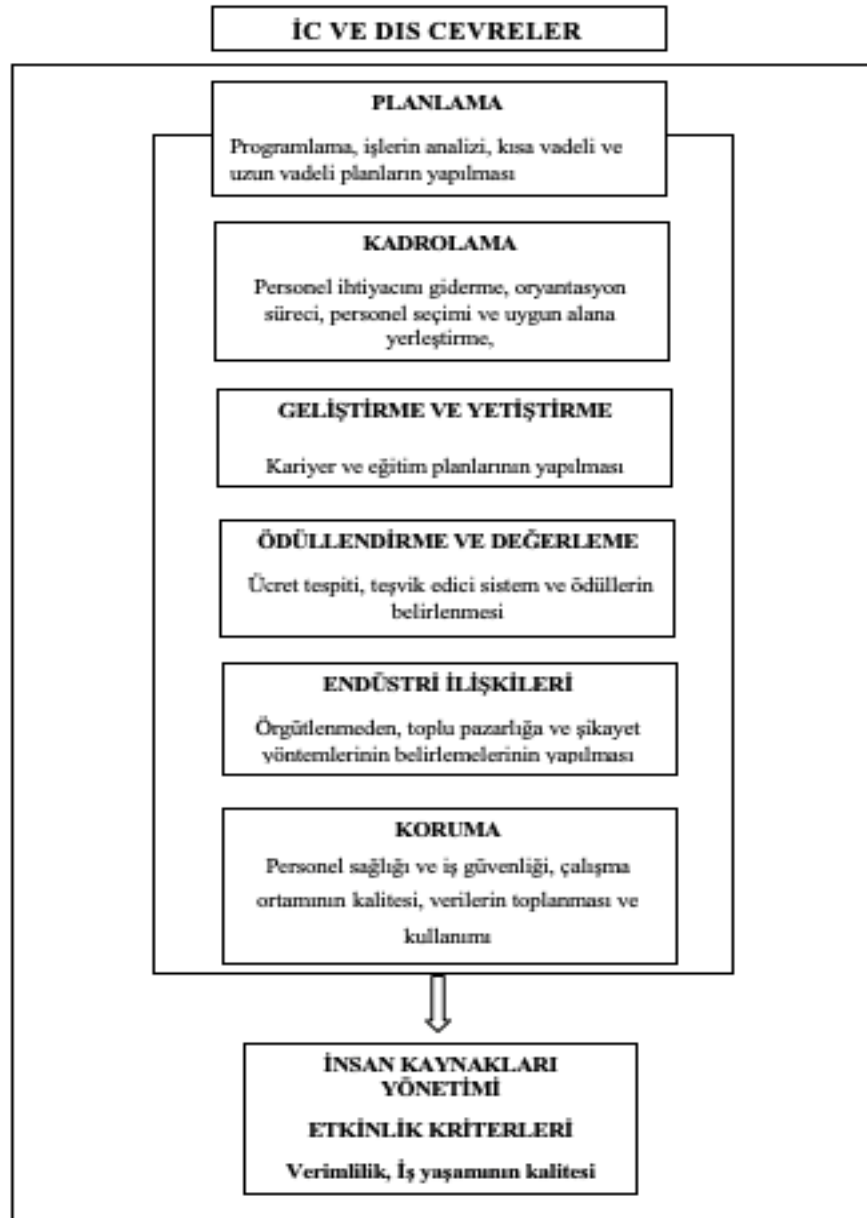 İC VE DIS CEVRELER
PLANLAMA
Programlama, işlerin analizi, kısa vadeli ve
uzun vadeli planların yapılması
KADROLAMA
Personel ihtiyacını giderme, oryantasyon
süreci, personel seçimi ve uygun alana
yerleştirme,
GELİŞTİRME VE YETİŞTİRME
Kariyer ve eğitim planlarının yapılması
ÖDÜLLENDİRME VE DEĞERLEME
Ücret tespiti, teşvik edici sistem ve ödüllerin
belirlenmesi
ENDÜSTRİ İLİŞKİLERİ
Örgütlenmeden, toplu pazarlığa ve şikayet
yöntemlerinin belirlemelerinin yapılması
KORUMA
Personel sağlığı ve iş güvenliği, çalışma
ortamının kalitesi, verilerin toplanması ve
kullanımı
İNSAN KAYNAKLARI
YÖNETİMİ
ETKİNLİK KRİTERLERİ
Verimlilik, İş yaşamının kalitesi